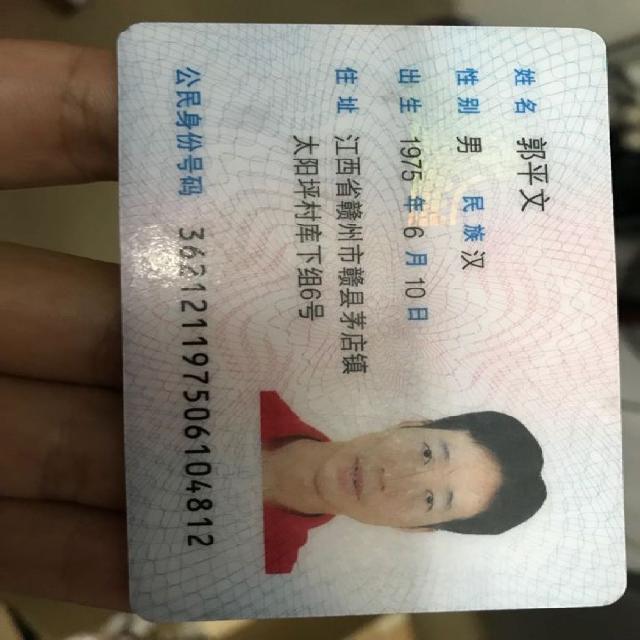 姓名 郭平文
性别 男 民族 汉
出生 1975 年 6 月 10 日
住址 江西省赣州市赣县茅店镇
太阳坪村库下组6号
公民身份号码 362121197506104812